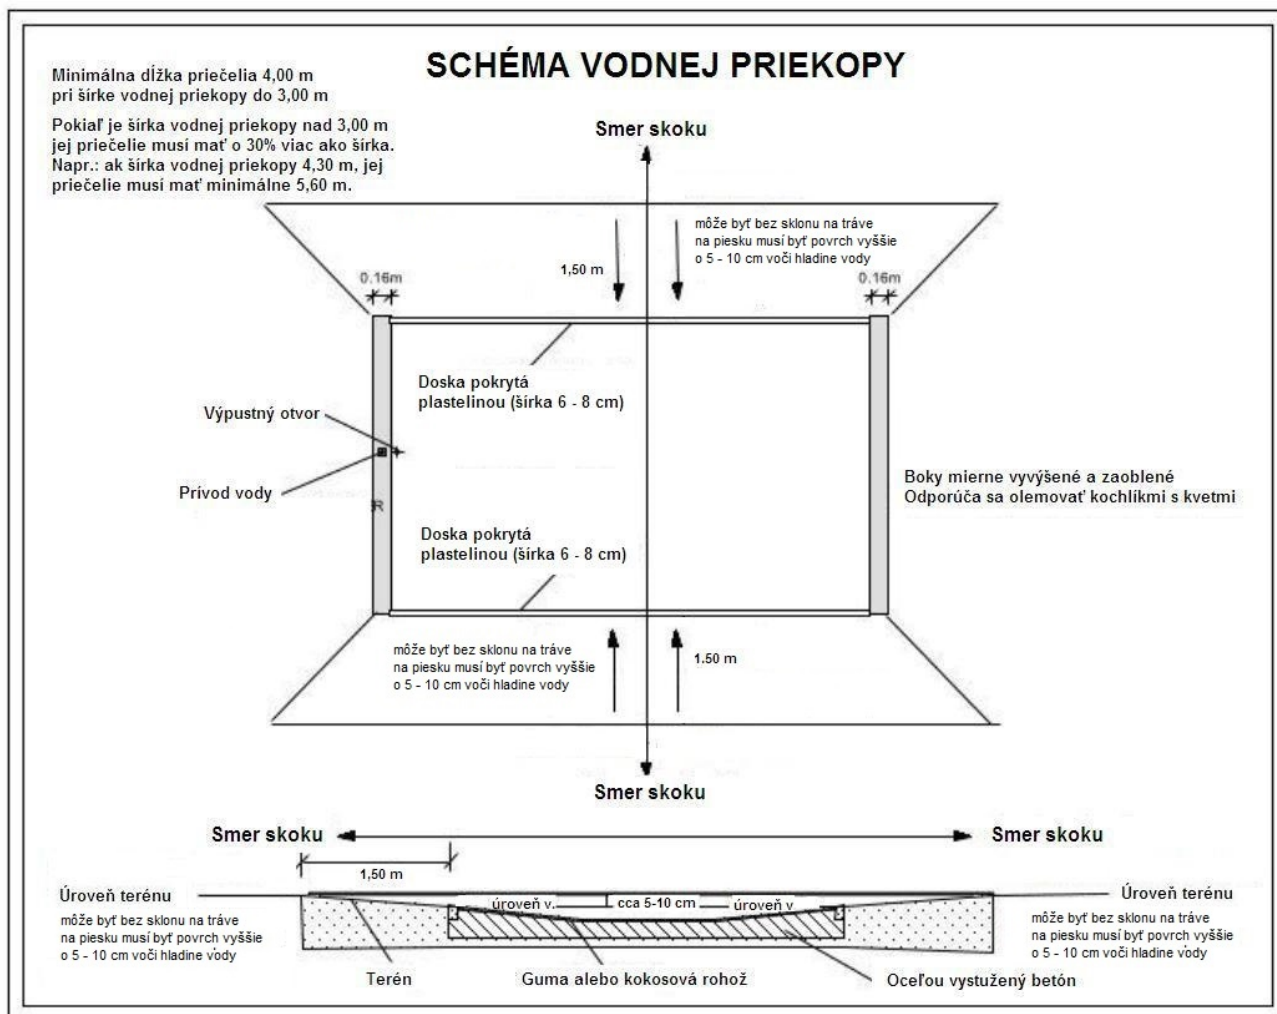 SCHÉMA VODNEJ PRIEKOPY
Minimálna dĺžka priečelia 4,00 m
pri šírke vodnej priekopy do 3,00 m
Pokiaľ je šírka vodnej priekopy nad 3,00 m
jej priečelie musí mať o 30% viac ako šírka.
Napr.: ak šírka vodnej priekopy 4,30 m, jej
priečelie musí mať minimálne 5,60 m.
Smer skoku
môže byť bez sklonu na tráve
na piesku musí byť povrch vyššie
o 5 - 10 cm voči hladine vody
1,50 m
0.16m
0.16m
Doska pokrytá
plastelinou (šírka 6 - 8 cm)
Výpustný otvor
Prívod vody
R
Boky mierne vyvýšené a zaoblené
Odporúča sa olemovať kochlíkmi s kvetmi
Doska pokrytá
plastelinou (šírka 6 - 8 cm)
môže byť bez sklonu na tráve
na piesku musí byť povrch vyššie
o 5 - 10 cm voči hladine vody
1.50 m
Smer skoku
Smer skoku
Smer skoku
1,50 m
Úroveň terénu
Úroveň terénu
úroveň v.
cca 5-10 cm
úroveň v
môže byť bez sklonu na tráve
na piesku musí byť povrch vyššie
o 5 - 10 cm voči hladine vody
môže byť bez sklonu na tráve
na piesku musí byť povrch vyššie
o 5 - 10 cm voči hladine vody
Terén
Guma alebo kokosová rohož
Oceľou vystužený betón